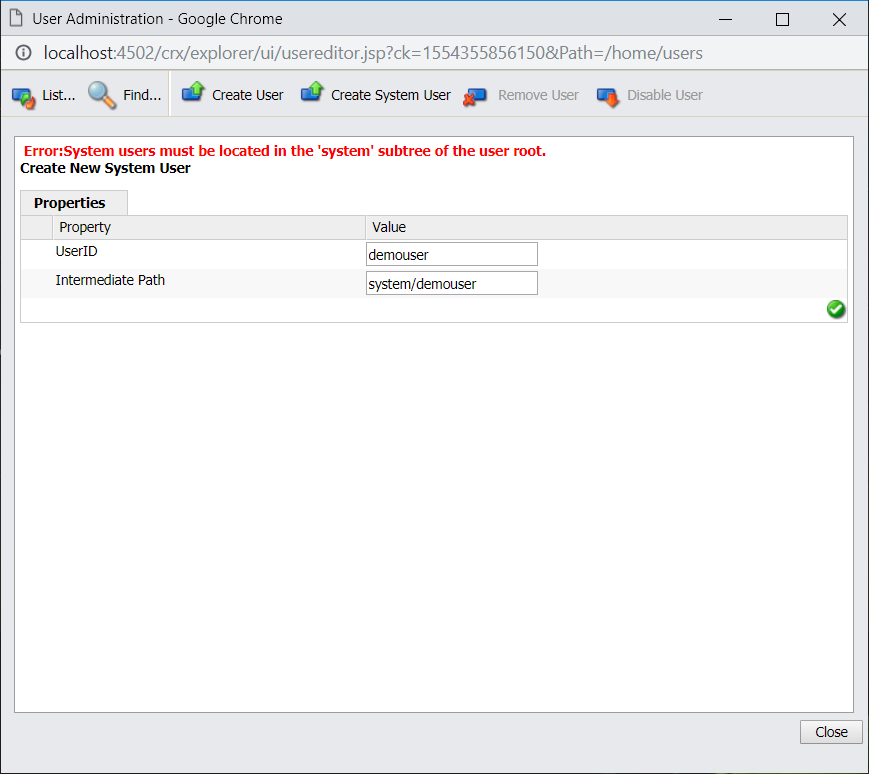 User Administration - Google Chrome
localhost:4502/crx/explorer/ui/usereditor.jsp?ck=1554355856150&Path=/home/users
List... Find... Create User Create System User Remove User Disable User
Error:System users must be located in the 'system' subtree of the user root.
Create New System User
Properties
Property Value
UserID demouser
Intermediate Path system/demouser
Close